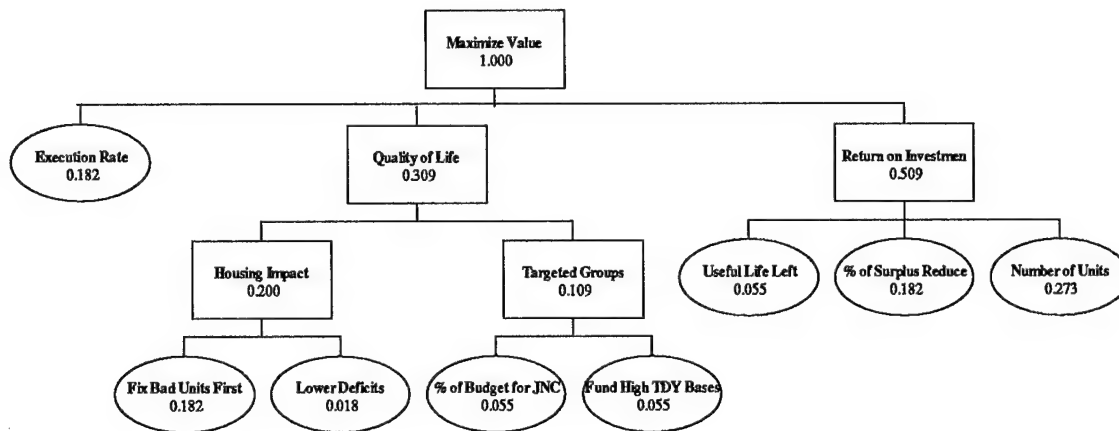 Maximize Value
1.000
Execution Rate
0.182
Quality of Life
0.309
Return on Investmen
0.509
Housing Impact
0.200
Targeted Groups
0.109
Useful Life Left
0.055
% of Surplus Reduce
0.182
Number of Units
0.273
Fix Bad Units First
0.182
Lower Deficits
0.018
% of Budget for JNC
0.055
Fund High TDY Bases
0.055